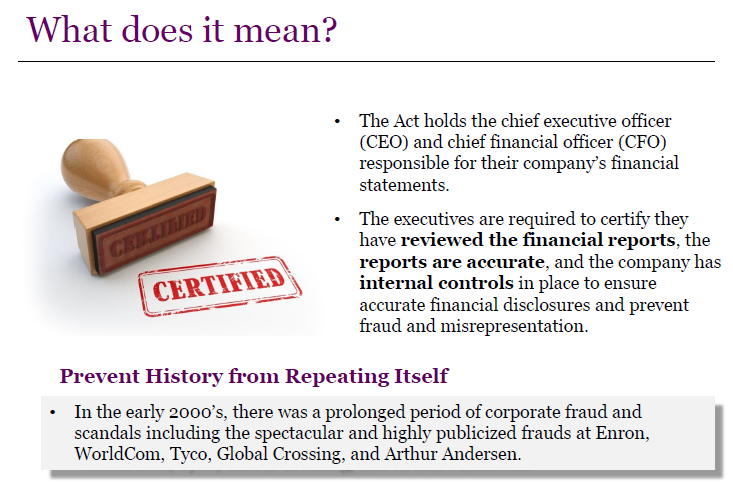 What does it mean?
• The Act holds the chief executive officer
(CEO) and chief financial officer (CFO)
responsible for their company's financial
statements.
• The executives are required to certify they
have reviewed the financial reports, the
reports are accurate, and the company has
internal controls in place to ensure
accurate financial disclosures and prevent
fraud and misrepresentation.
CERTIFIED
CERTIFIED
Prevent History from Repeating Itself
• In the early 2000's, there was a prolonged period of corporate fraud and
scandals including the spectacular and highly publicized frauds at Enron,
WorldCom, Tyco, Global Crossing, and Arthur Andersen.